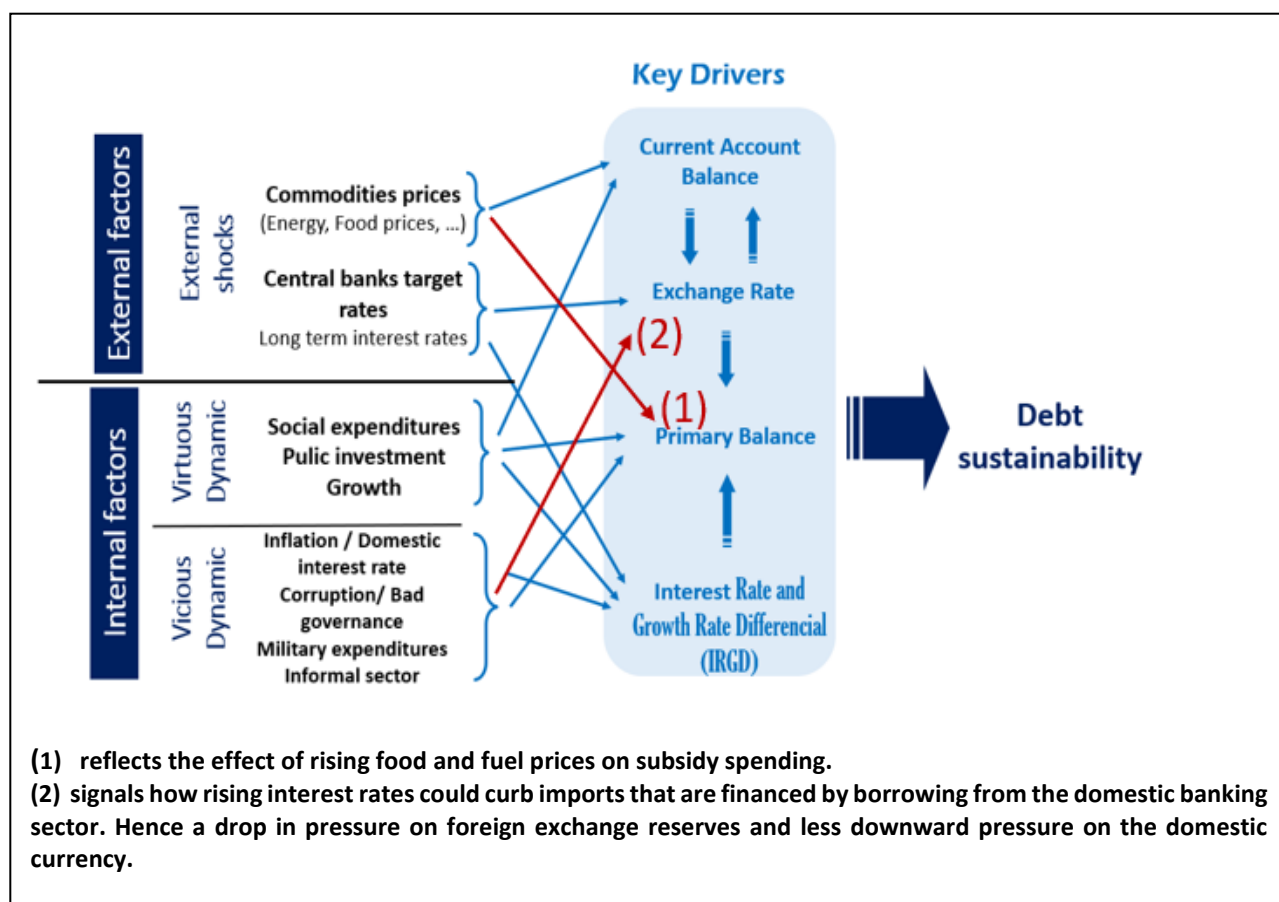 Key Drivers
External factors
External
shocks
Commodities prices
(Energy, Food prices, ...)
Central banks target
rates
Long term interest rates
Internal factors
Virtuous
Dynamic
Social expenditures
Pulic investment
Growth
Vicious
Dynamic
Inflation / Domestic
interest rate
Corruption/ Bad
governance
Military expenditures
Informal sector
Current Account
Balance
Exchange Rate
(2)
(1)
Primary Balance
Interest Rate and
Growth Rate Differencial
(IRGD)
Debt
sustainability
(1) reflects the effect of rising food and fuel prices on subsidy spending.
(2) signals how rising interest rates could curb imports that are financed by borrowing from the domestic banking
sector. Hence a drop in pressure on foreign exchange reserves and less downward pressure on the domestic
currency.